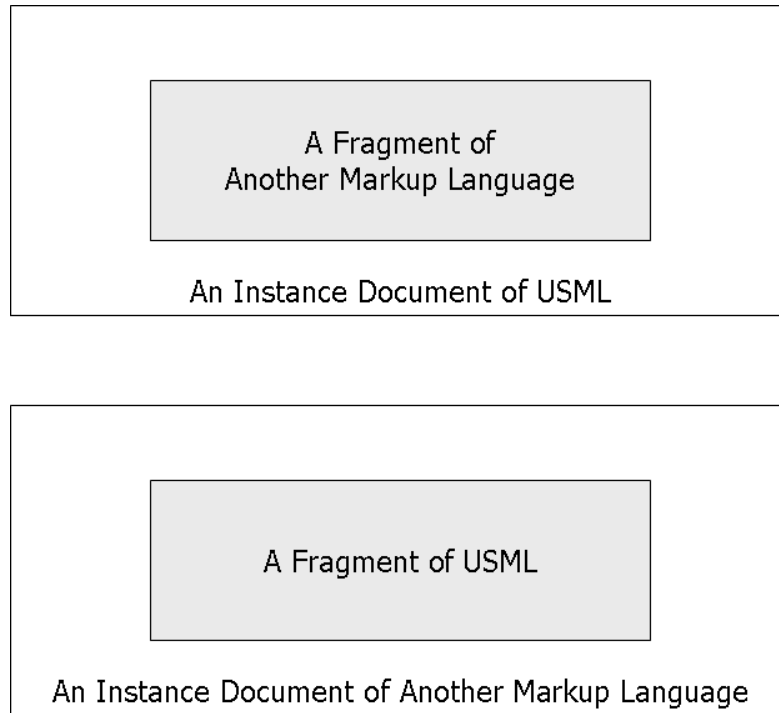 A Fragment of
Another Markup Language
An Instance Document of USML
A Fragment of USML
An Instance Document of Another Markup Language